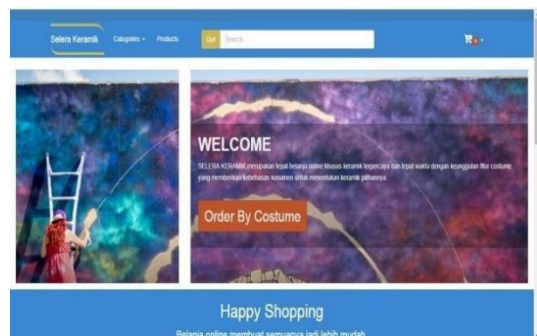 Selera Keramik
Categories
Products
Go!
Search
WELCOME
SELERA KERAMIK merupakan tepat belanja online khusus keramik terpercaya dan tepat waktu dengan keunggulan fitur costume
yang memberikan kebebasan kosumen untuk menentukan keramik pilihannya
Order By Costume
Happy Shopping
Belanja online membuat semuanya jadi lebih mudah